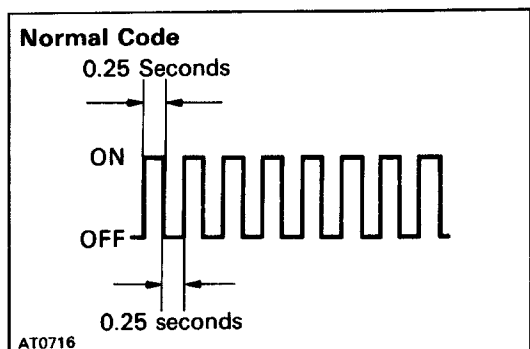 Normal Code
0.25 Seconds
ON
OFF
0.25 seconds
AT0716